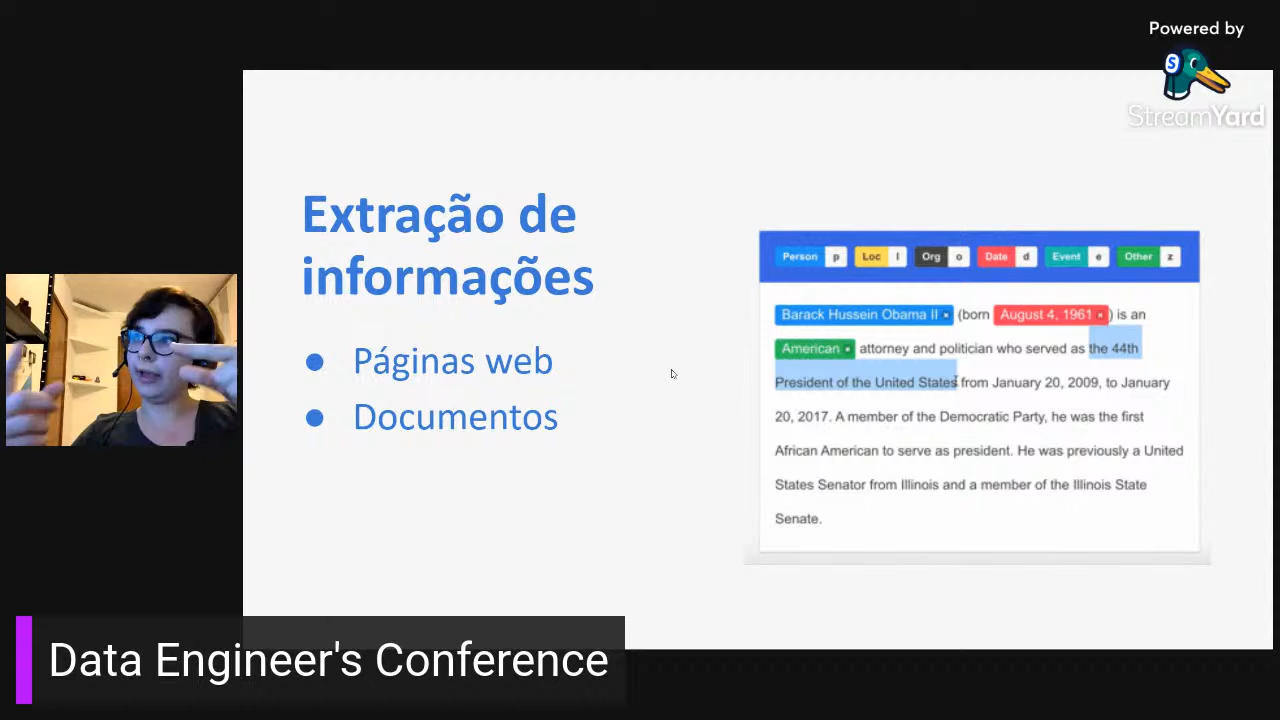 Powered by
StreamYard
Extração de
informações
● Páginas web
● Documentos
Person p Loc l Org o Date d Event e Other z
Barack Hussein Obama II (born August 4, 1961) is an
American attorney and politician who served as the 44th
President of the United States from January 20, 2009, to January
20, 2017. A member of the Democratic Party, he was the first
African American to serve as president. He was previously a United
States Senator from Illinois and a member of the Illinois State
Senate.
Data Engineer's Conference